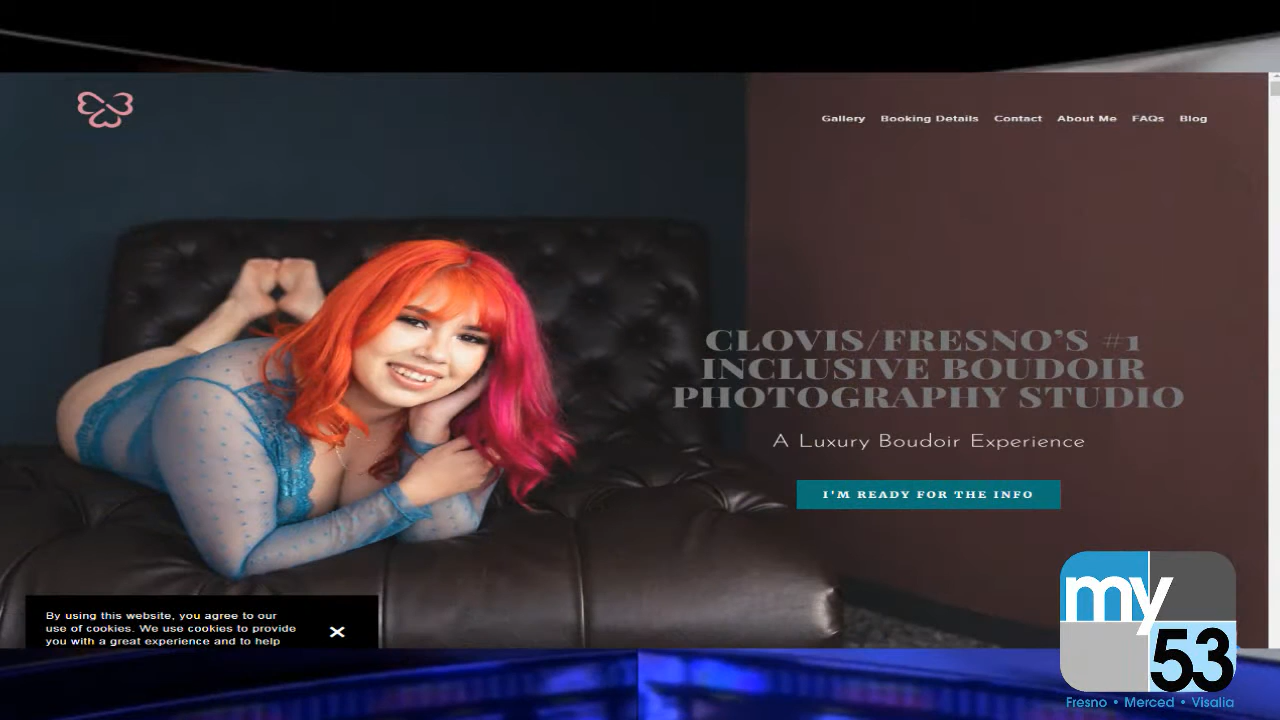 Gallery Booking Details Contact About Me FAQs Blog
CLOVIS/FRESNO'S #1
INCLUSIVE BOUDOIR
PHOTOGRAPHY STUDIO
A Luxury Boudoir Experience
I'M READY FOR THE INFO
By using this website, you agree to our
use of cookies. We use cookies to provide
you with a great experience and to help
my
53
Fresno • Merced • Visalia